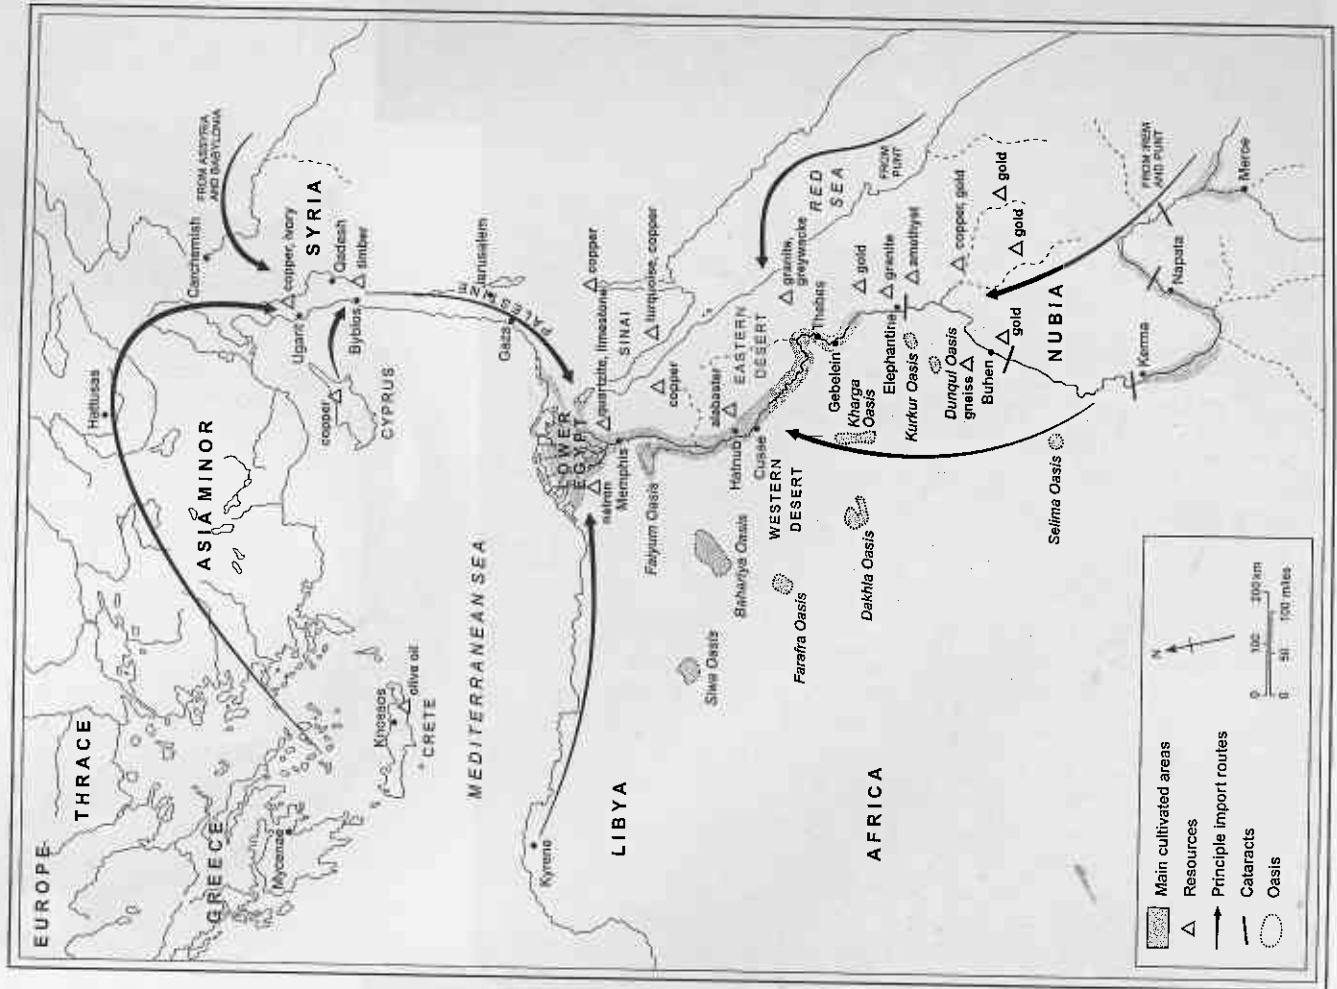 EUROPE
THRACE
GREECE
Mycenae
ASIA MINOR
Hattusas
Carchamish
FROM ASSYRIA
AND BABYLONIA
SYRIA
copper, ivory
Ugarit
Qadesh
timber
Byblos
copper
CYPRUS
Knossos
olive oil
CRETE
MEDITERRANEAN SEA
Jerusalem
PALESTINE
Gaza
Kyrene
LIBYA
AFRICA
LOWER
EGYPT
natron
Memphis
quartzite, limestone
copper
SINAI
turquoise, copper
copper
Faiyum Oasis
alabaster
Hatnub
Cusae
EASTERN
DESERT
WESTERN
DESERT
Siwa Oasis
Bahariya Oasis
Farafra Oasis
Dakhla Oasis
Kharga
Oasis
granite,
greywacke
Thebes
Gebelein
RED
SEA
FROM
PUNT
gold
granite
Elephantine
amethyst
Kurkur Oasis
Dunqul Oasis
gneiss
Buhen
copper, gold
gold
gold
gold
NUBIA
Selima Oasis
Kerma
Napata
Meroe
FROM IREM
AND PUNT
Main cultivated areas
Resources
Principle import routes
Cataracts
Oasis
N
0 100 200 km
0 50 100 miles